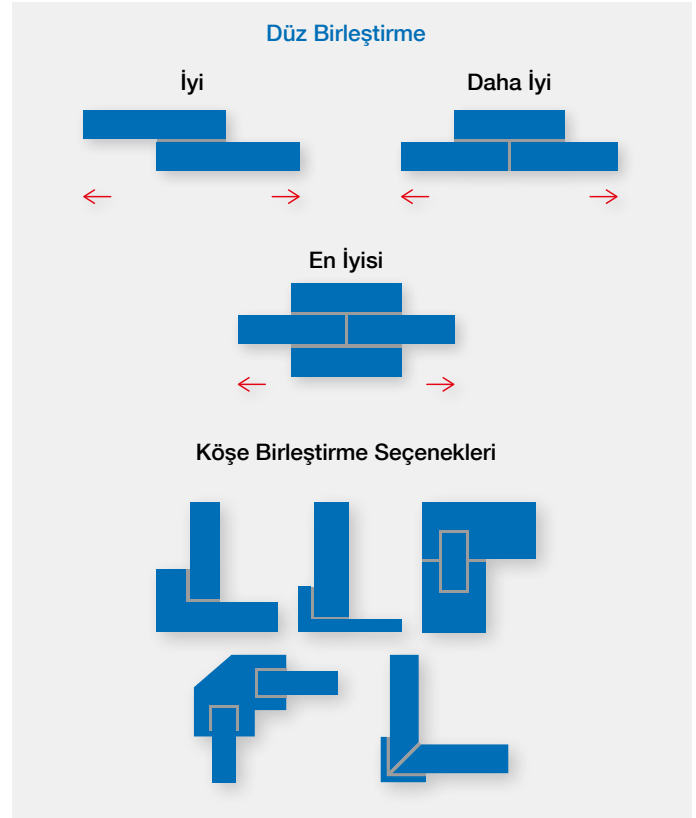 Düz Birleştirme
İyi
Daha İyi
En İyisi
Köşe Birleştirme Seçenekleri